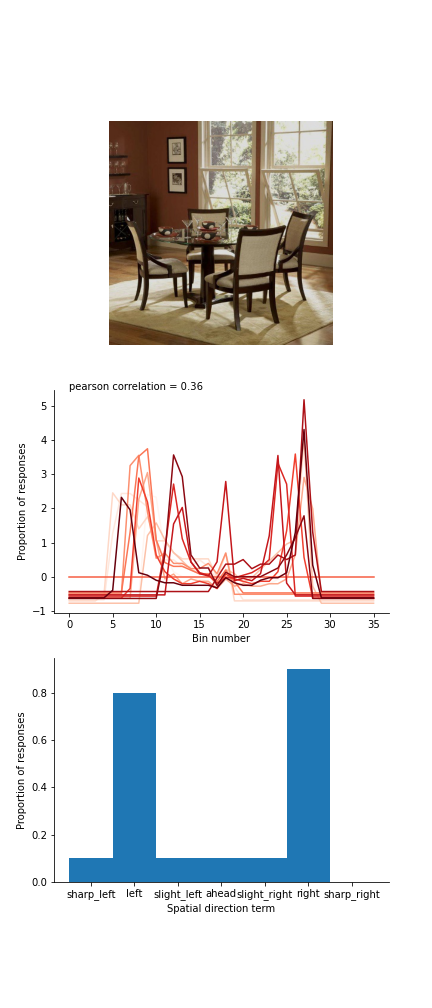 pearson correlation = 0.36
Proportion of responses
5
4
3
2
1
0
−1
0 5 10 15 20 25 30 35
Bin number
Proportion of responses
0.8
0.6
0.4
0.2
0.0
sharp_left left slight_left ahead slight_right right sharp_right
Spatial direction term